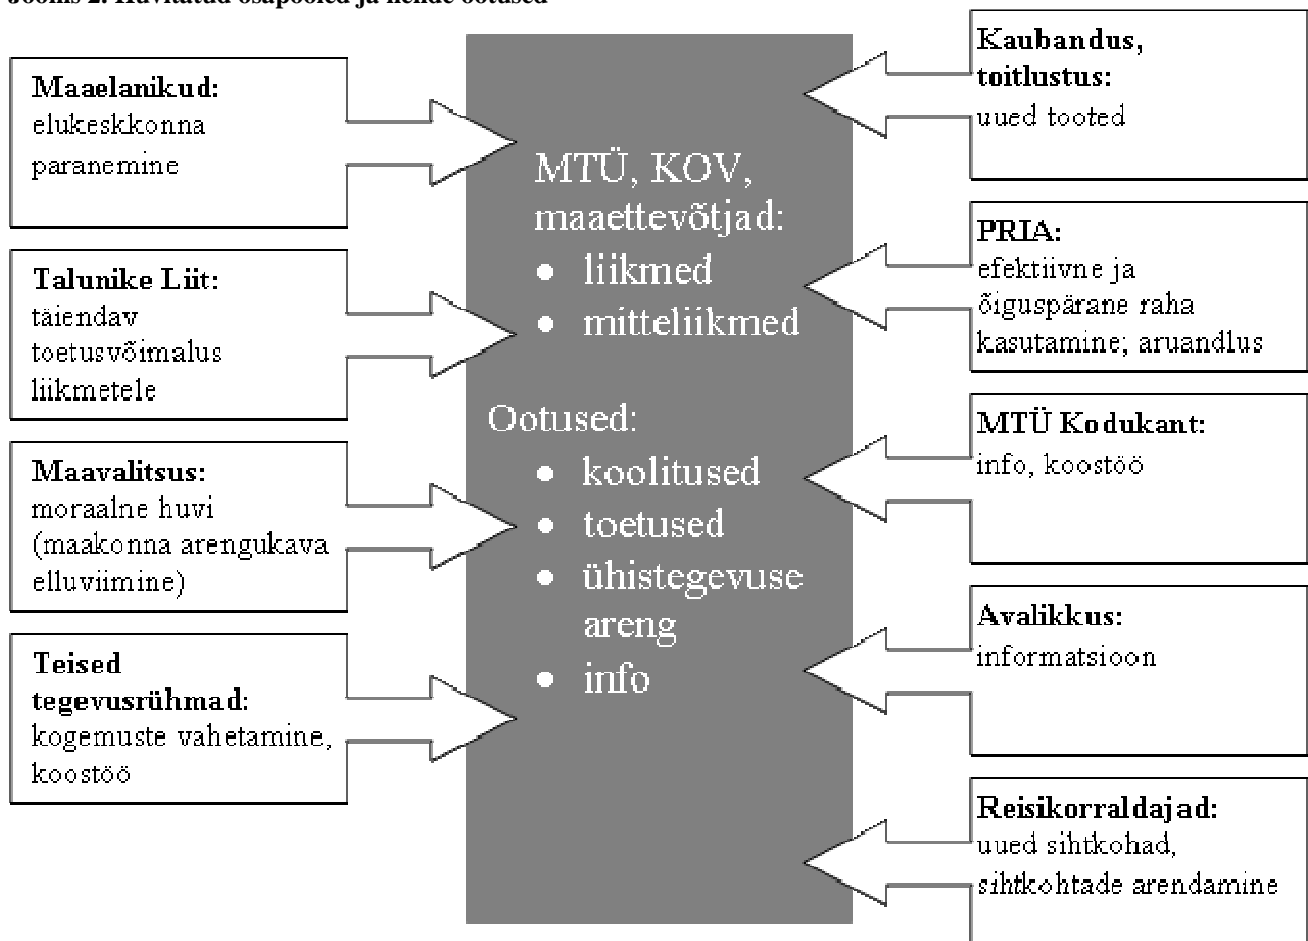 Joonis 2. Huvitatud osapooled ja nende ootused
Maaelanikud:
elukeskkonna
paranemine
Talunike Liit:
täiendav
toetusvõimalus
liikmetele
Maavalitsus:
moraalne huvi
(maakonna arengukava
elluviimine)
Teised
tegevusrühmad:
kogemuste vahetamine,
koostöö
MTÜ, KOV,
maaettevõtjad:
• liikmed
• mitteliikmed
Ootused:
• koolitused
• toetused
• ühistegevuse
areng
• info
Kaubandus,
toitlustus:
uued tooted
PRIA:
efektiivne ja
õiguspärane raha
kasutamine; aruandlus
MTÜ Kodukant:
info, koostöö
Avalikkus:
informatsioon
Reisikorraldajad:
uued sihtkohad,
sihtkohtade arendamine